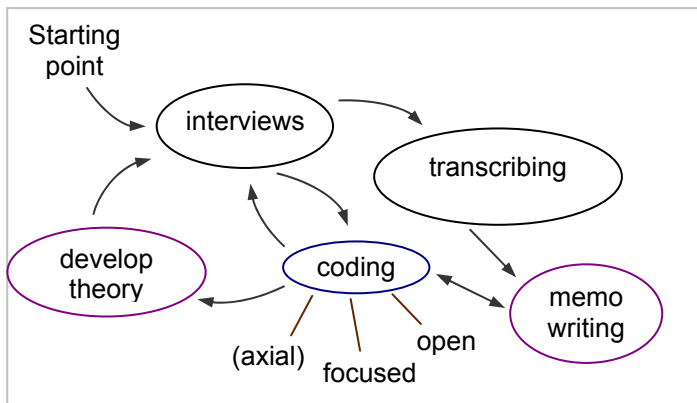 Starting
point
interviews
transcribing
develop
theory
coding
memo
writing
(axial)
focused
open